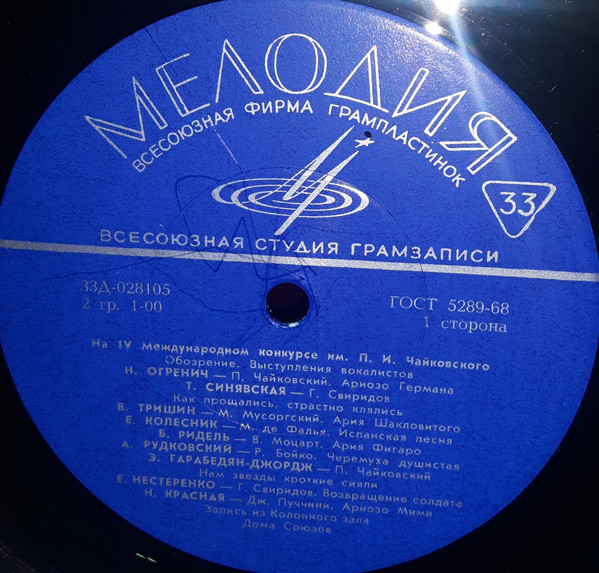 МЕЛОДИЯ
ВСЕСОЮЗНАЯ ФИРМА ГРАМПЛАСТИНОК
33
ВСЕСОЮЗНАЯ СТУДИЯ ГРАМЗАПИСИ
33Д-028105
2 гр. 1-00
ГОСТ 5289-68
1 сторона
На IV Международном конкурсе им. П. И. Чайковского
Обозрение. Выступления вокалистов
Н. ОГРЕНИЧ — П. Чайковский. Ариозо Германа
Т. СИНЯВСКАЯ — Г. Свиридов
Как прощались, страстно клялись
В. ТРИШИН — М. Мусоргский. Ария Шакловитого
Е. КОЛЕСНИК — М. де Фалья. Испанская песня
Б. РИДЕЛЬ — В. Моцарт. Ария Фигаро
А. РУДКОВСКИЙ — Р. Бойко. Черемуха душистая
Э. ГАРАБЕДЯН-ДЖОРДЖ — П. Чайковский
Нам звезды кроткие сияли
Е. НЕСТЕРЕНКО — Г. Свиридов. Возвращение солдата
Н. КРАСНАЯ — Дж. Пуччини. Ариозо Мими
Запись из Колонного зала
Дома Союзов